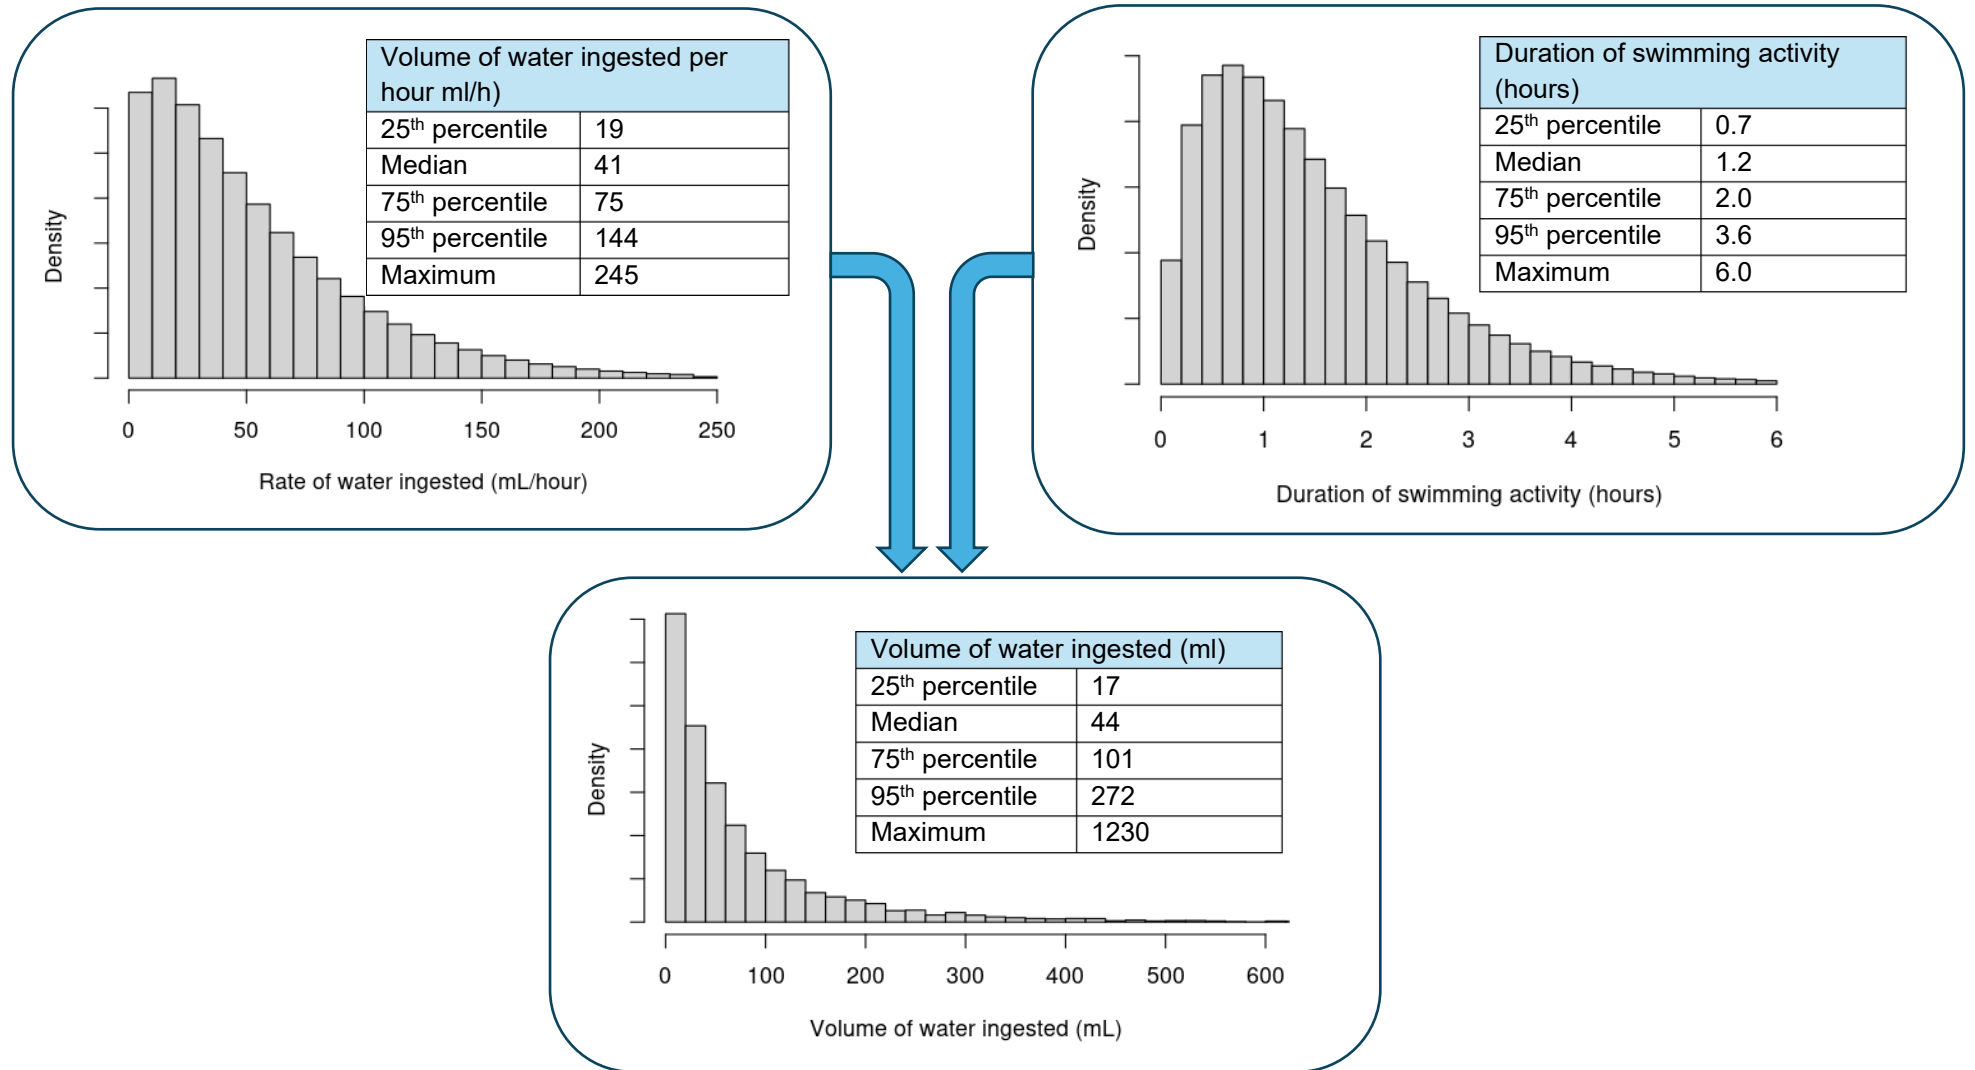 Volume of water ingested per
hour ml/h)
25th percentile 19
Median 41
75th percentile 75
95th percentile 144
Maximum 245
Density
0 50 100 150 200 250
Rate of water ingested (mL/hour)
Duration of swimming activity
(hours)
25th percentile 0.7
Median 1.2
75th percentile 2.0
95th percentile 3.6
Maximum 6.0
Density
0 1 2 3 4 5 6
Duration of swimming activity (hours)
Volume of water ingested (ml)
25th percentile 17
Median 44
75th percentile 101
95th percentile 272
Maximum 1230
Density
0 100 200 300 400 500 600
Volume of water ingested (mL)